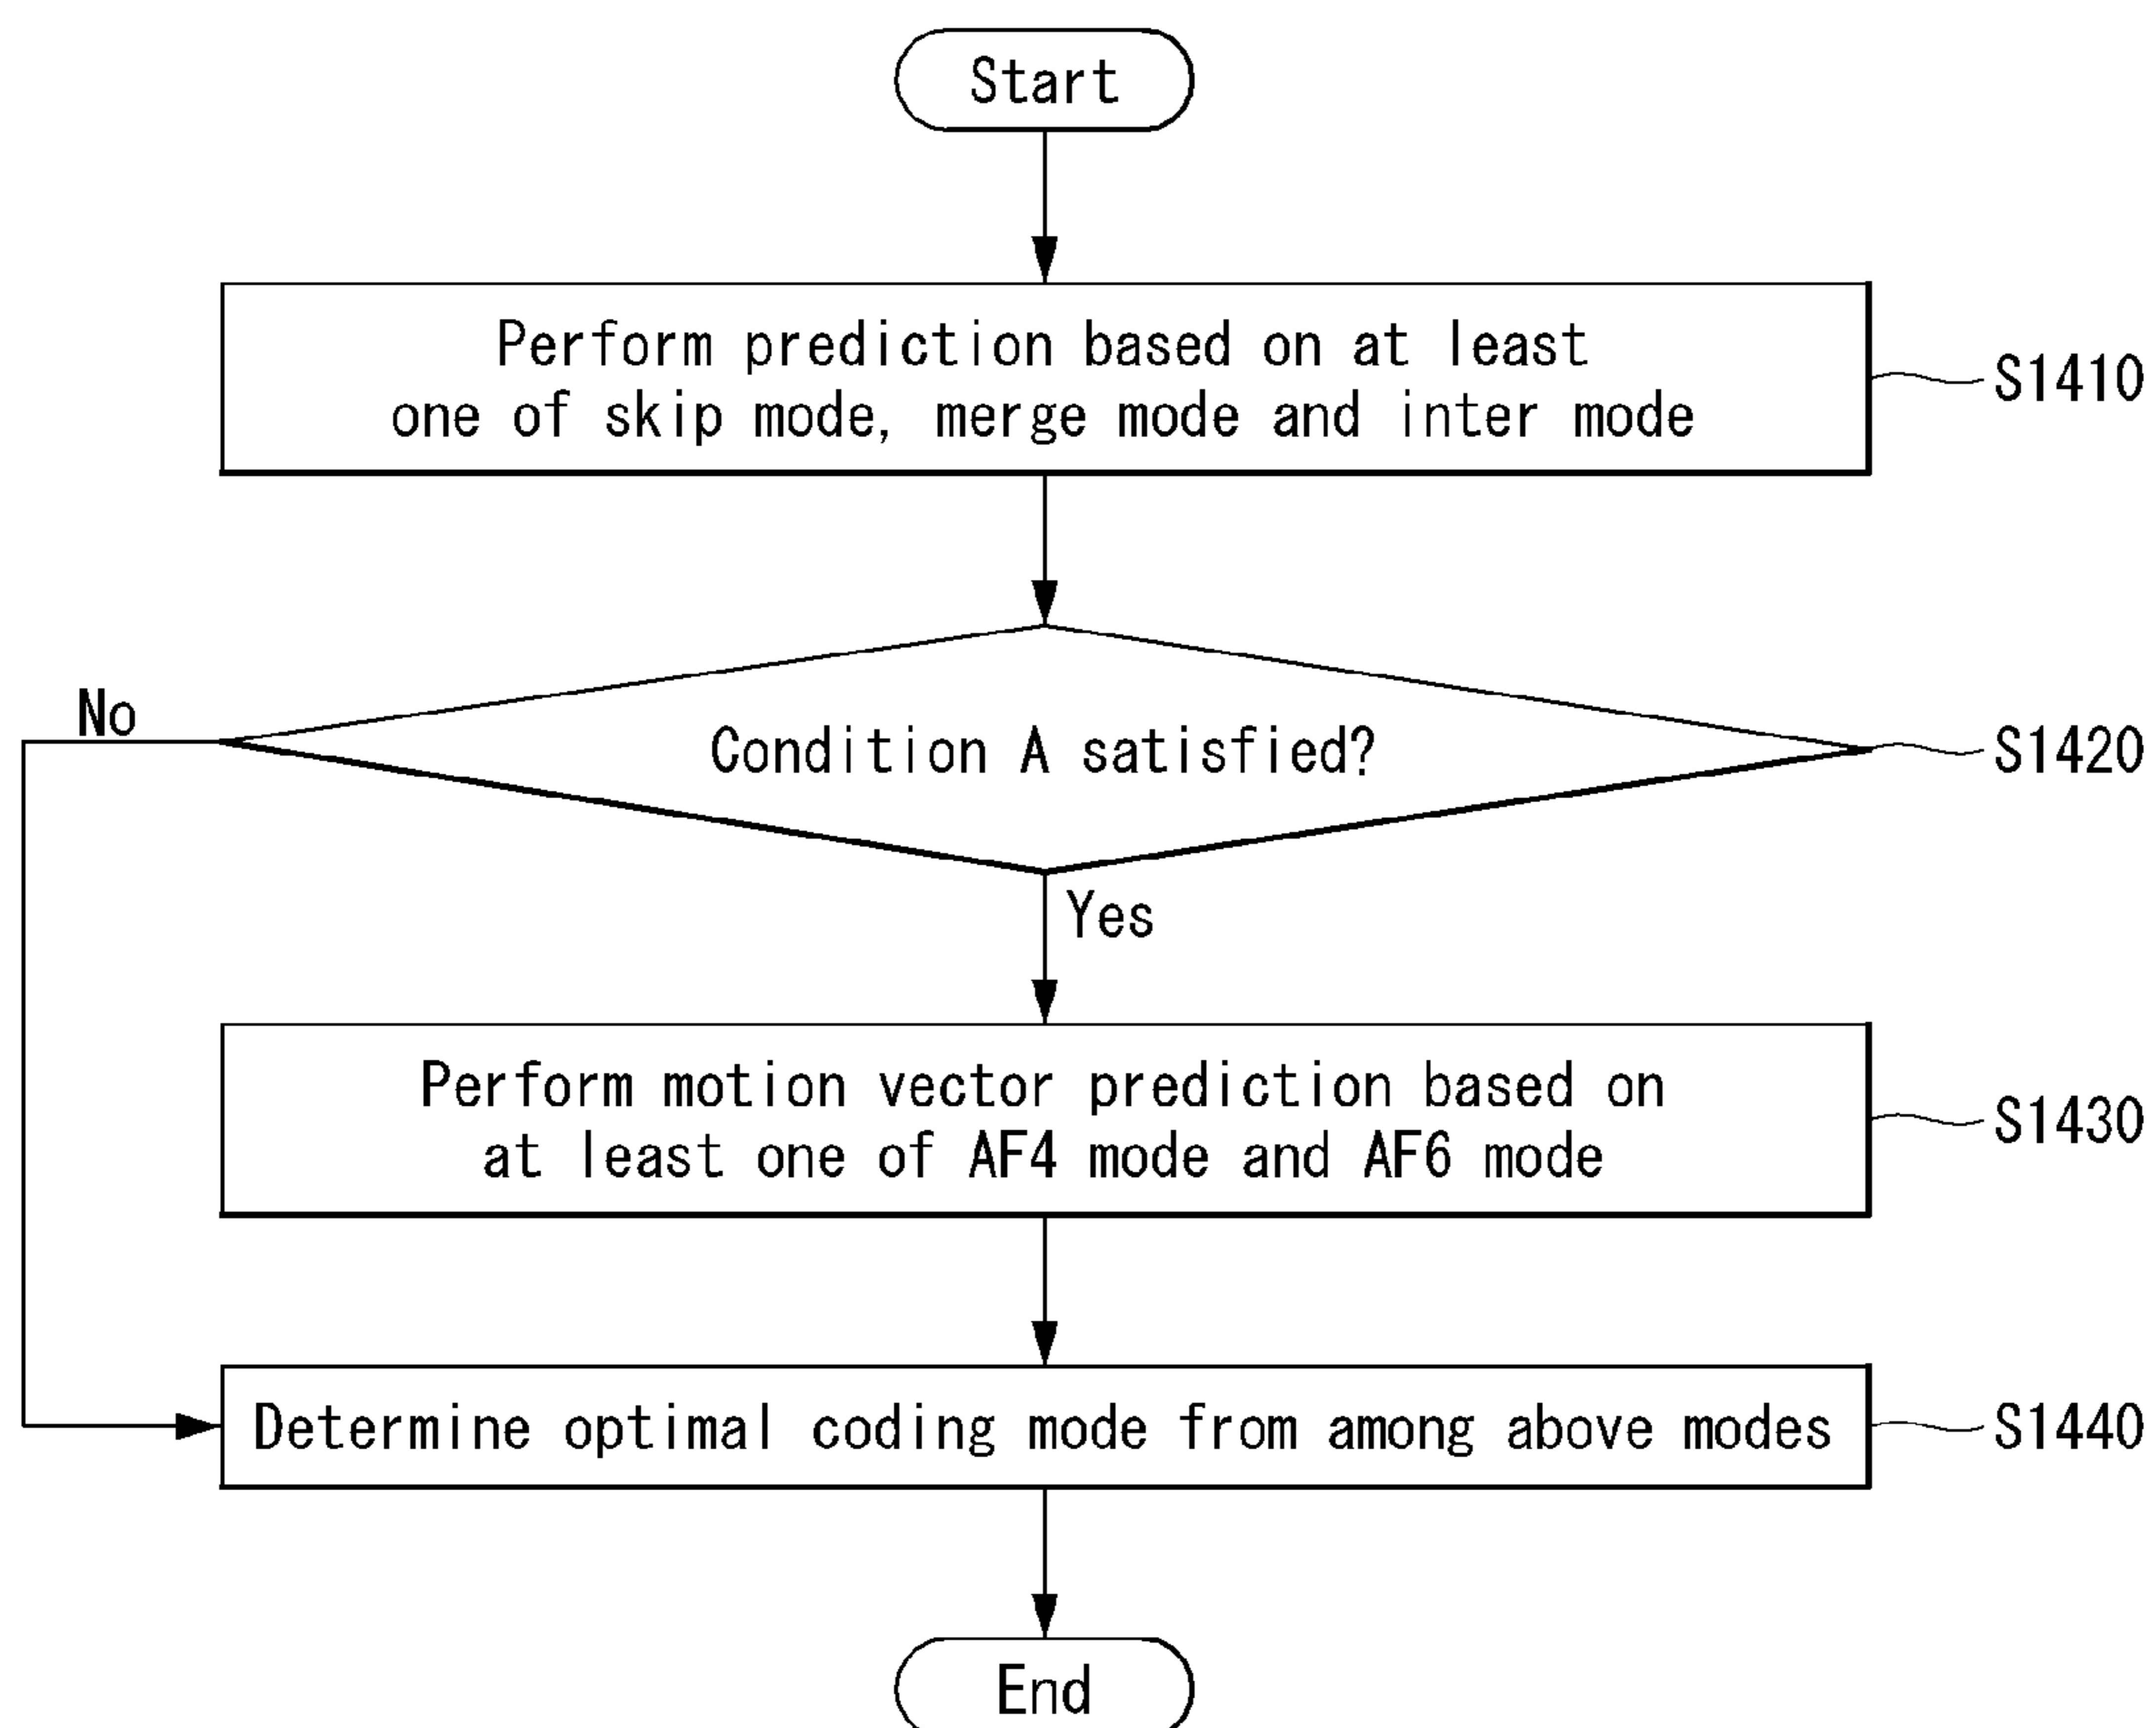 Start
Perform prediction based on at least
one of skip mode, merge mode and inter mode
S1410
No
Condition A satisfied?
S1420
Yes
Perform motion vector prediction based on
at least one of AF4 mode and AF6 mode
S1430
Determine optimal coding mode from among above modes
S1440
End